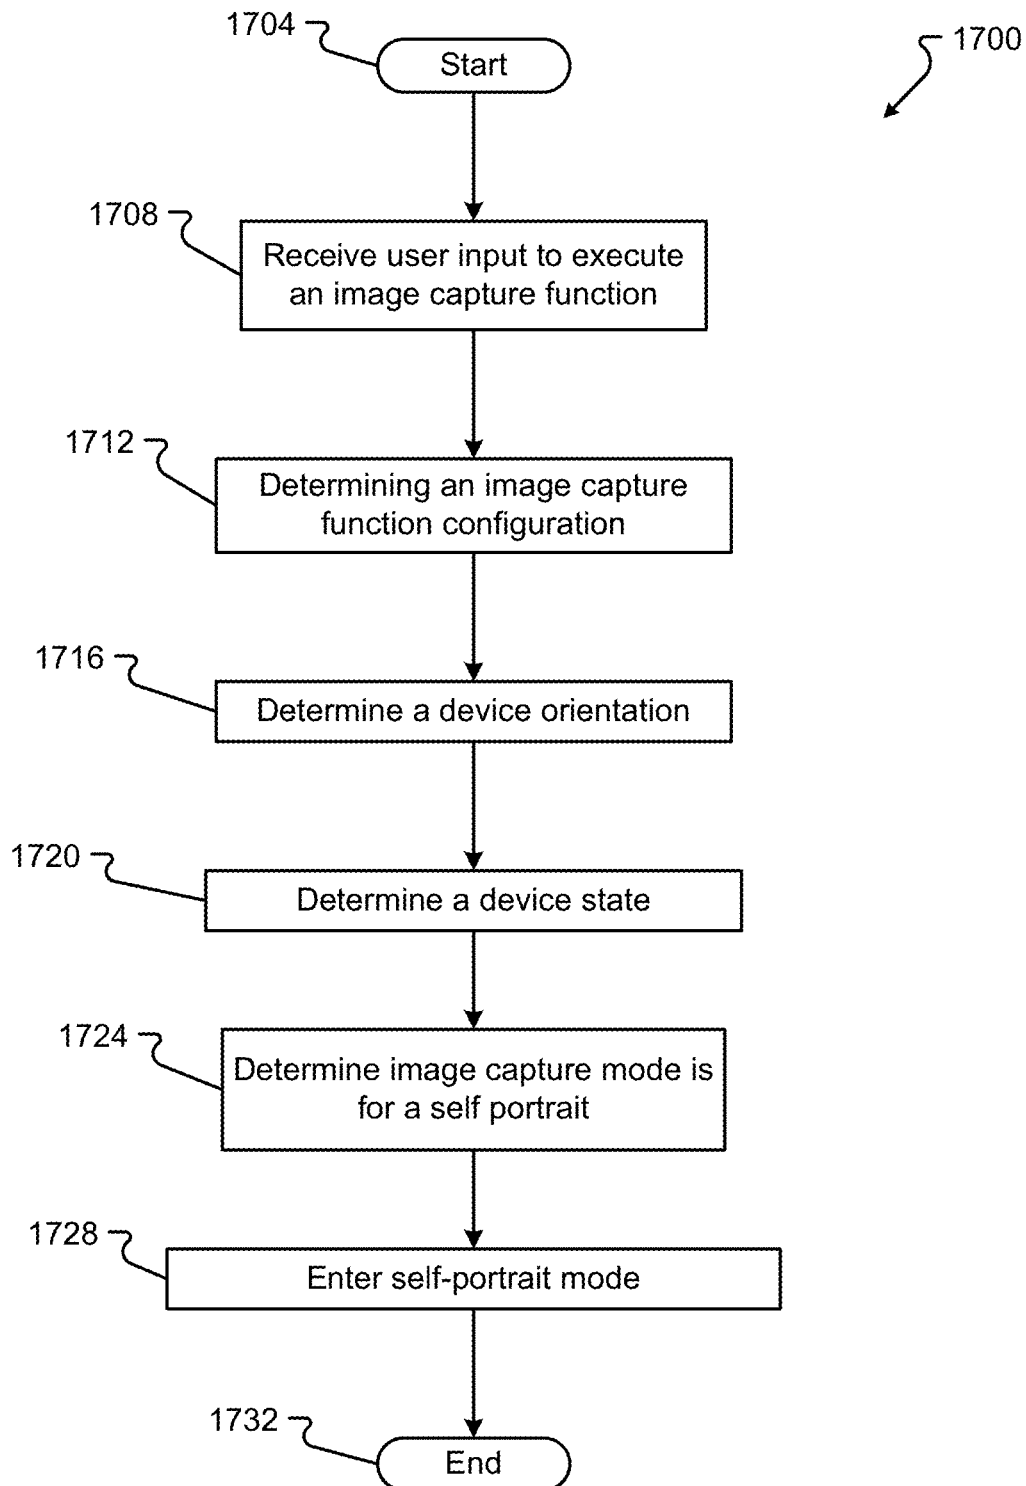 1704
Start
1700
1708
Receive user input to execute
an image capture function
1712
Determining an image capture
function configuration
1716
Determine a device orientation
1720
Determine a device state
1724
Determine image capture mode is
for a self portrait
1728
Enter self-portrait mode
1732
End